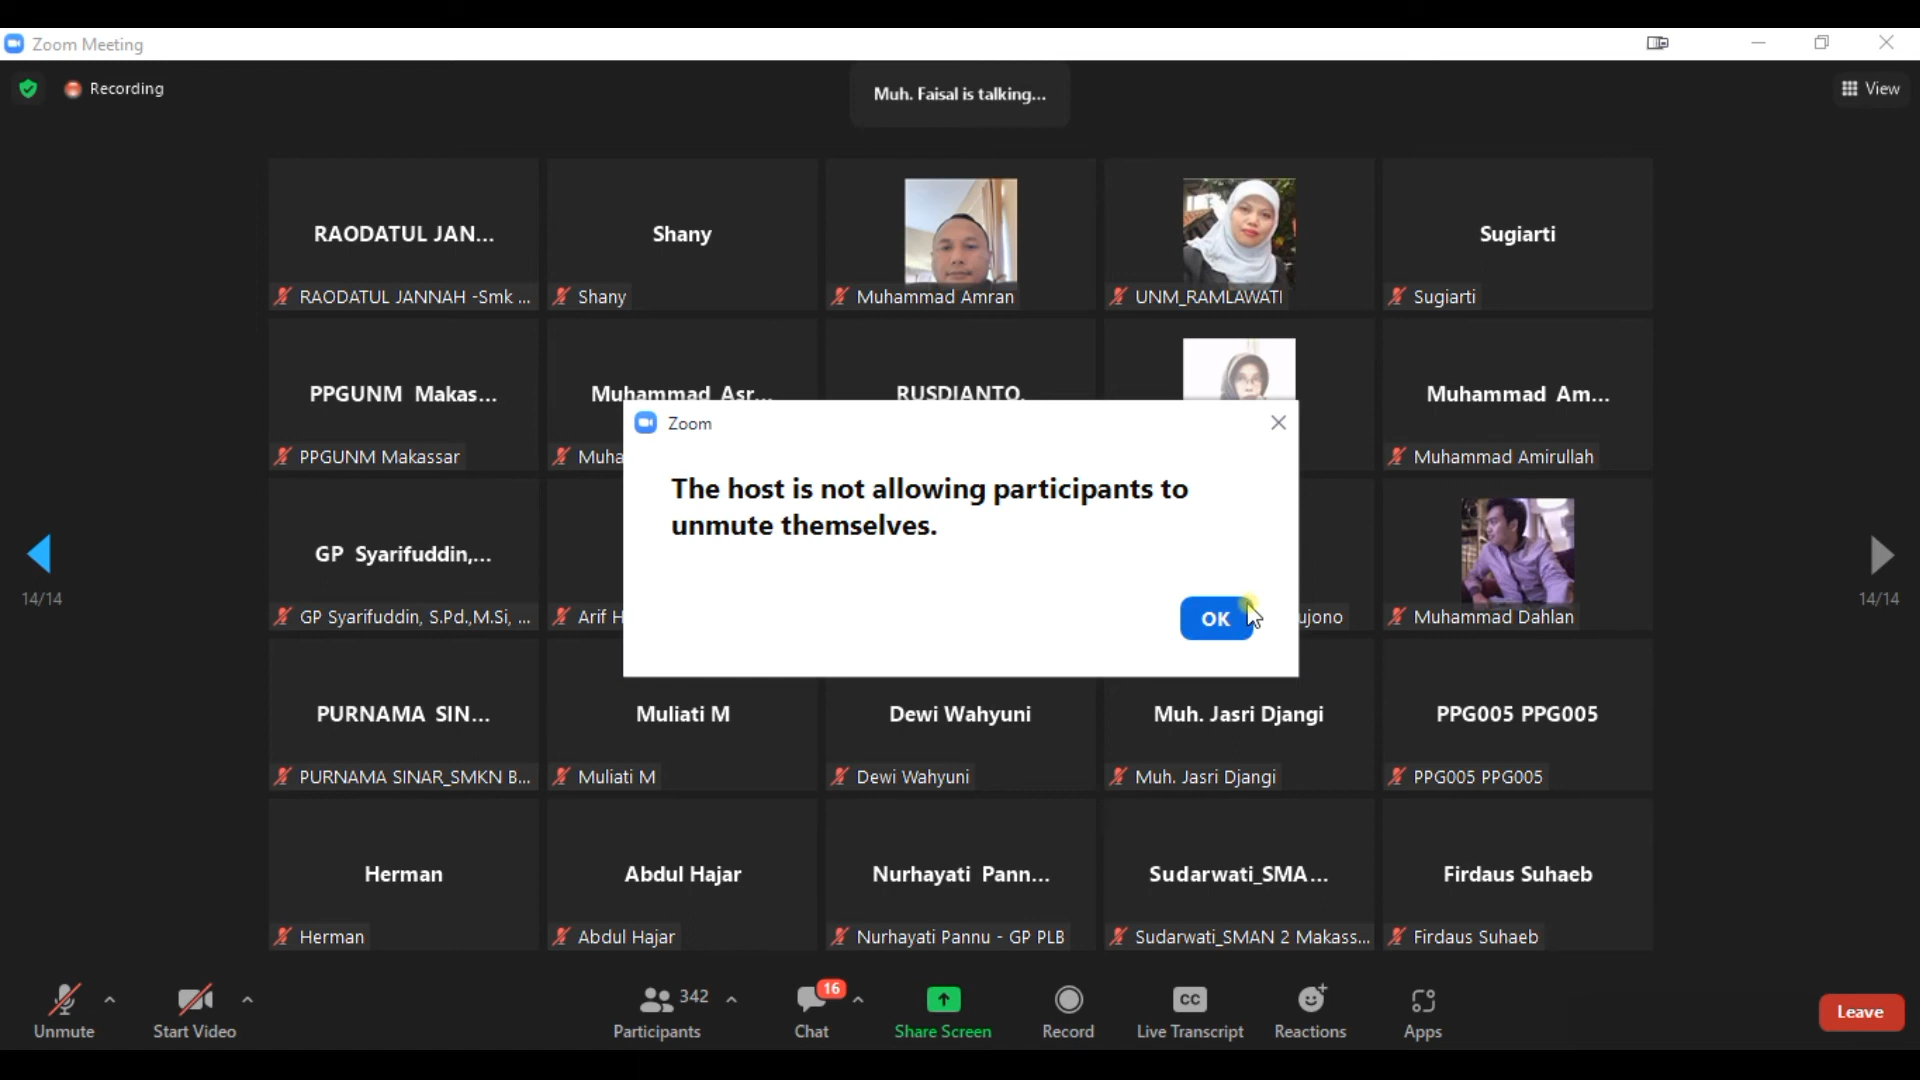 Zoom Meeting
Recording
Muh. Faisal is talking...
View
RAODATUL JAN...
RAODATUL JANNAH -Smk ...
Shany
Shany
Muhammad Amran
UNM_RAMLAWATI
Sugiarti
Sugiarti
PPGUNM Makas...
PPGUNM Makassar
Muhammad Asr...
Muha
RUSDIANTO,
Muhammad Am...
Muhammad Amirullah
Zoom
The host is not allowing participants to
unmute themselves.
OK
GP Syarifuddin,...
GP Syarifuddin, S.Pd.,M.Si, ...
Arif H
ujono
Muhammad Dahlan
14/14
14/14
PURNAMA SIN...
PURNAMA SINAR_SMKN B...
Muliati M
Muliati M
Dewi Wahyuni
Dewi Wahyuni
Muh. Jasri Djangi
Muh. Jasri Djangi
PPG005 PPG005
PPG005 PPG005
Herman
Herman
Abdul Hajar
Abdul Hajar
Nurhayati Pann...
Nurhayati Pannu - GP PLB
Sudarwati_SMA...
Sudarwati_SMAN 2 Makass...
Firdaus Suhaeb
Firdaus Suhaeb
Unmute
Start Video
342
Participants
16
Chat
Share Screen
Record
CC
Live Transcript
Reactions
Apps
Leave